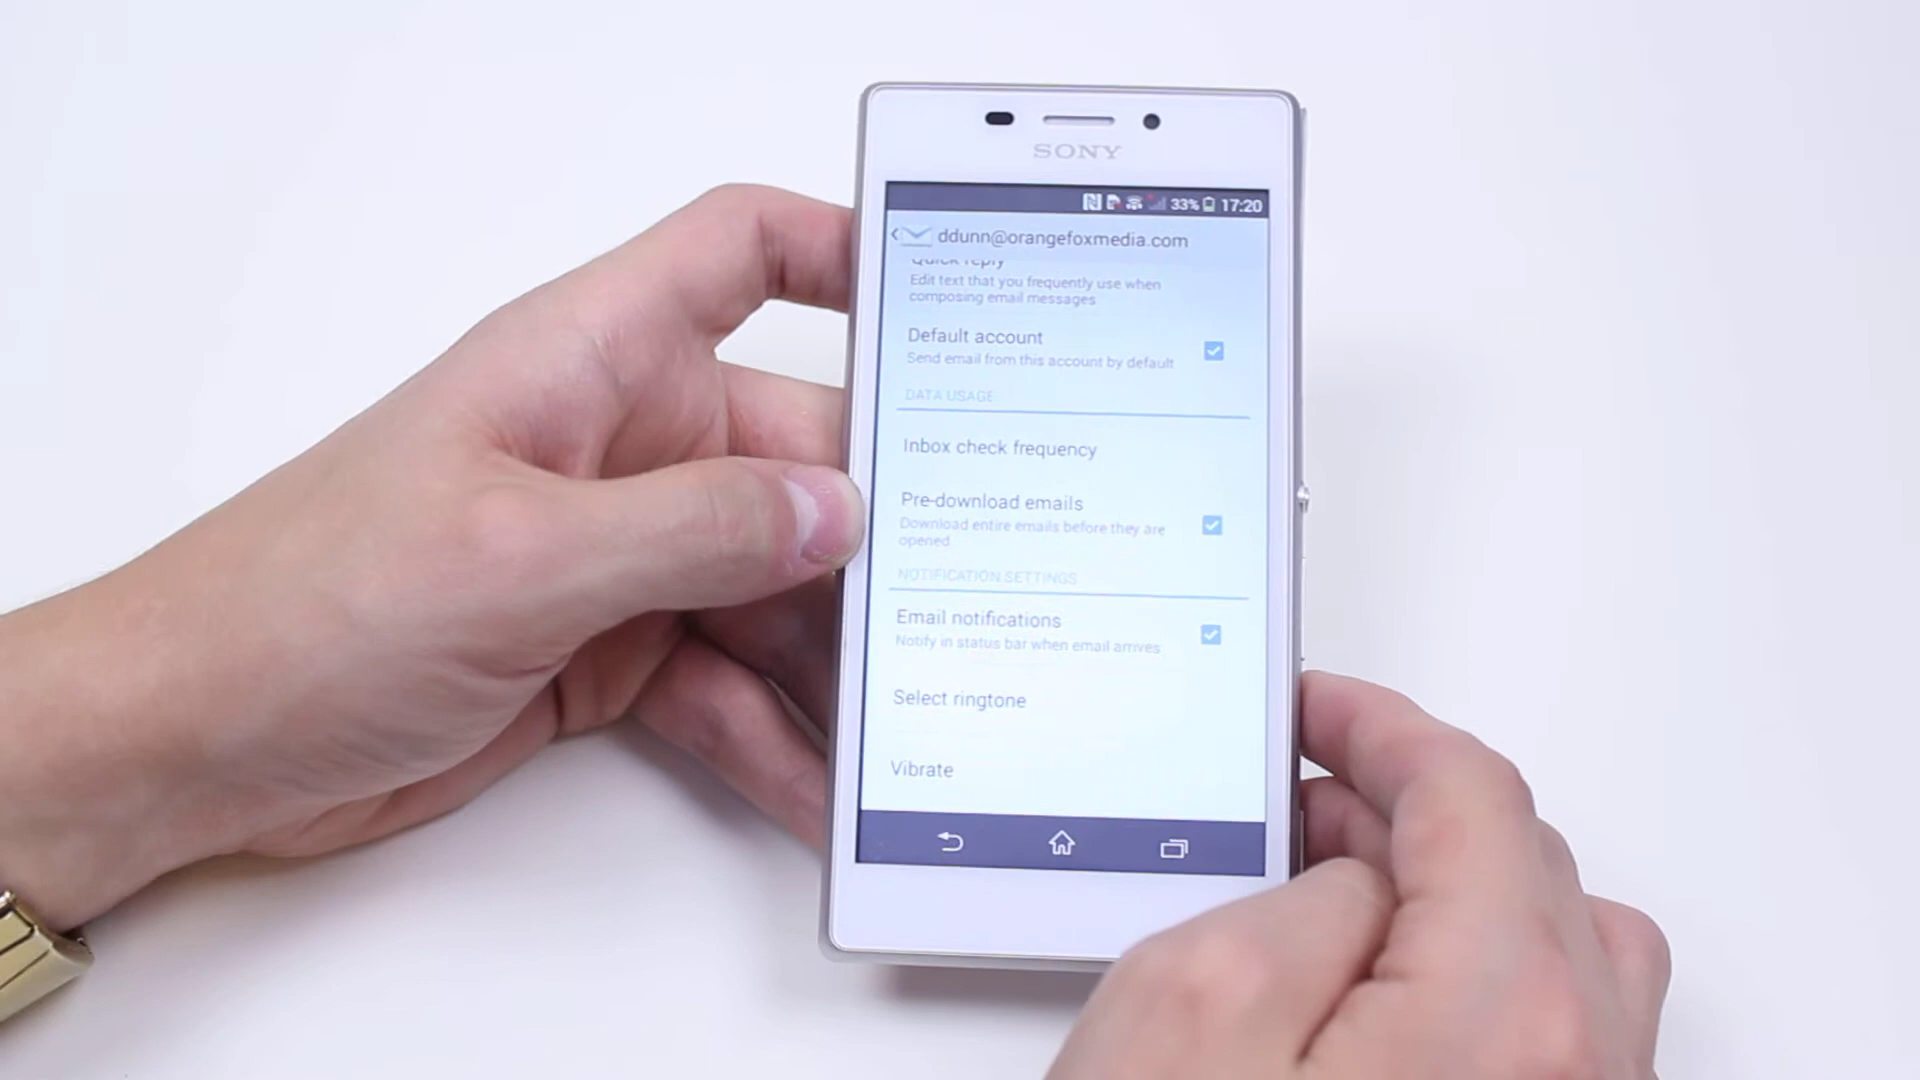 SONY
33% 17:20
ddunn@orangefoxmedia.com
Quick reply
Edit text that you frequently use when
composing email messages
Default account
Send email from this account by default
DATA USAGE
Inbox check frequency
Pre-download emails
Download entire emails before they are
opened
NOTIFICATION SETTINGS
Email notifications
Notify in status bar when email arrives
Select ringtone
Vibrate